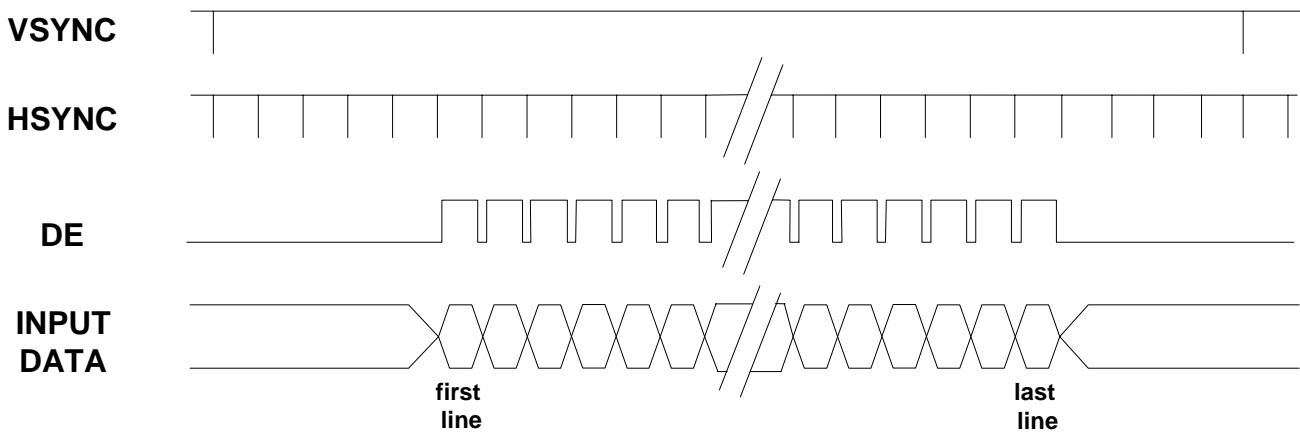 VSYNC
HSYNC
DE
INPUT
DATA
first
line
last
line